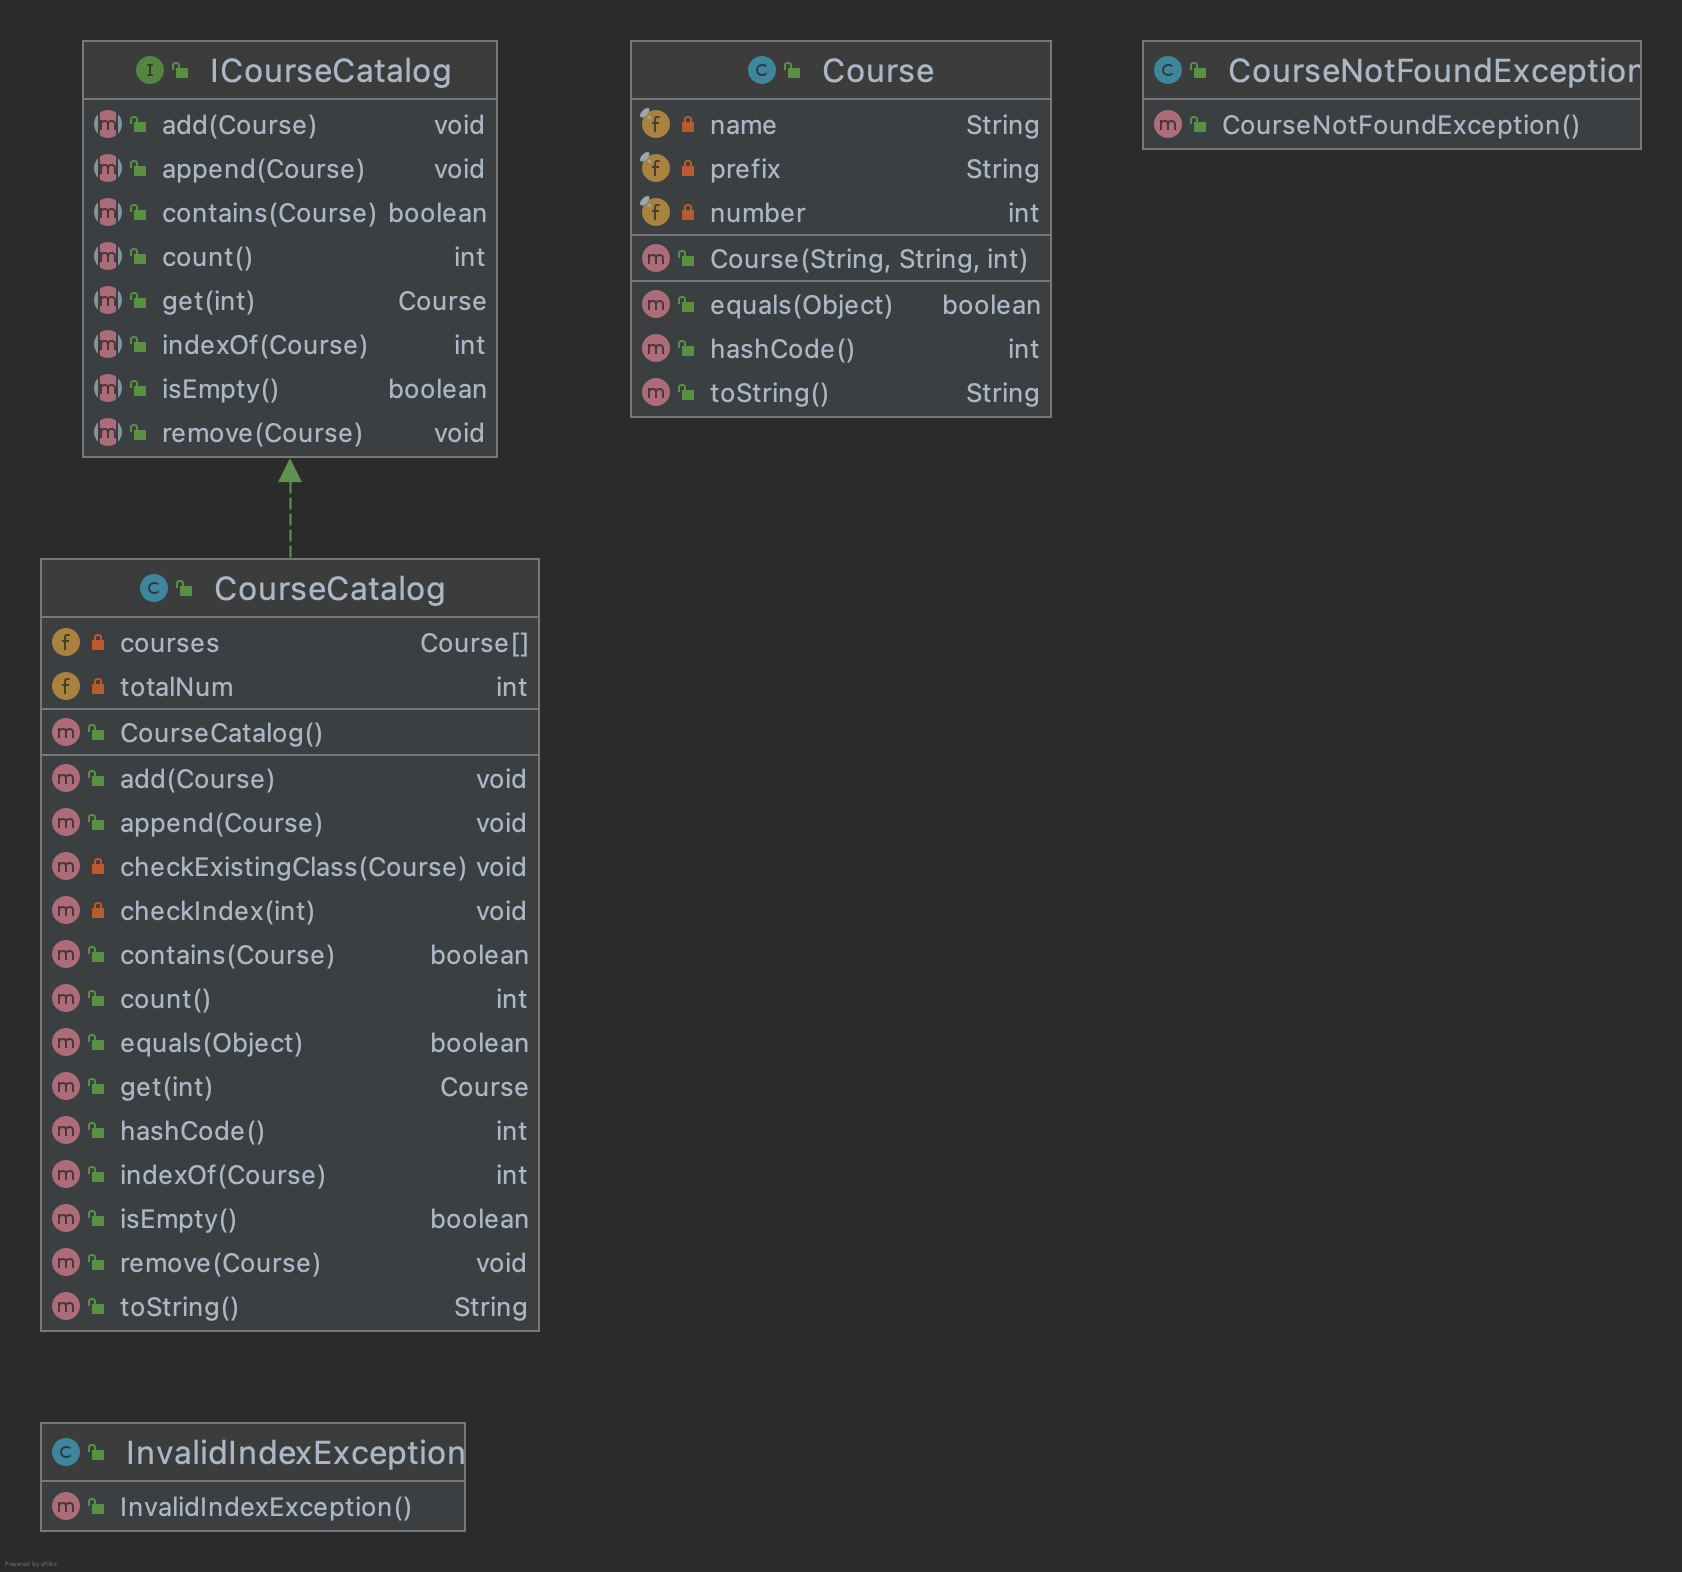 ICourseCatalog
add(Course) void
append(Course) void
contains(Course) boolean
count() int
get(int) Course
indexOf(Course) int
isEmpty() boolean
remove(Course) void
Course
name String
prefix String
number int
Course(String, String, int)
equals(Object) boolean
hashCode() int
toString() String
CourseNotFoundException
CourseNotFoundException()
CourseCatalog
courses Course[]
totalNum int
CourseCatalog()
add(Course) void
append(Course) void
checkExistingClass(Course) void
checkIndex(int) void
contains(Course) boolean
count() int
equals(Object) boolean
get(int) Course
hashCode() int
indexOf(Course) int
isEmpty() boolean
remove(Course) void
toString() String
InvalidIndexException
InvalidIndexException()
Powered by yFiles